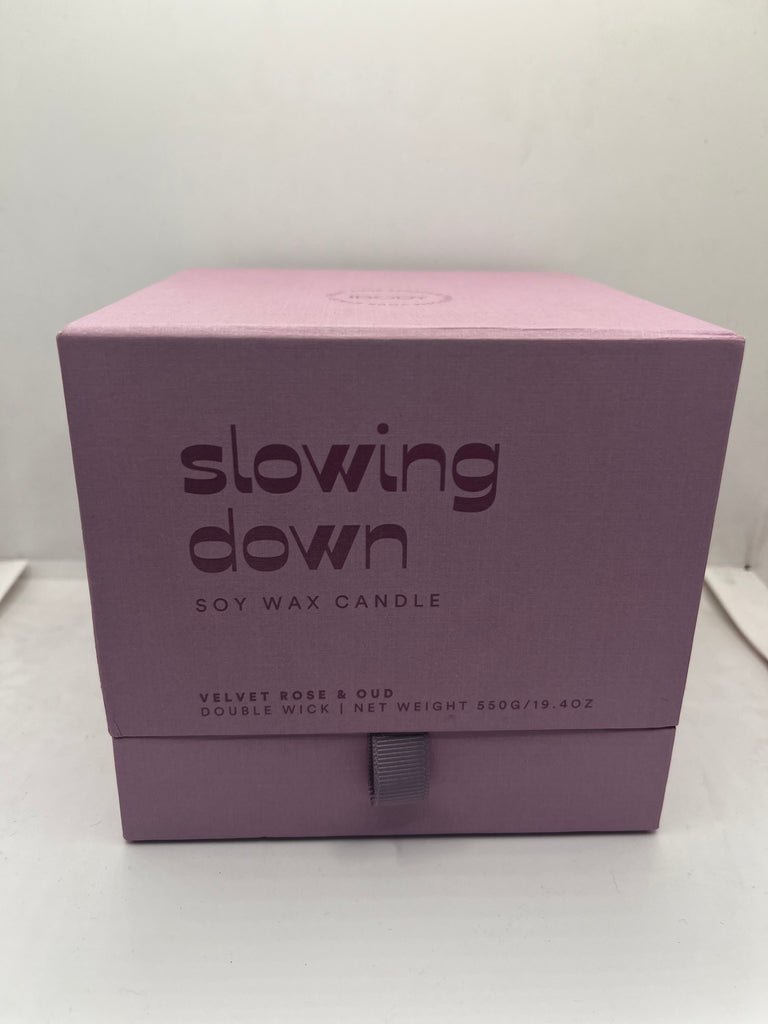 slowing
down
SOY WAX CANDLE
VELVET ROSE & OUD
DOUBLE WICK | NET WEIGHT 550G/19.4OZ